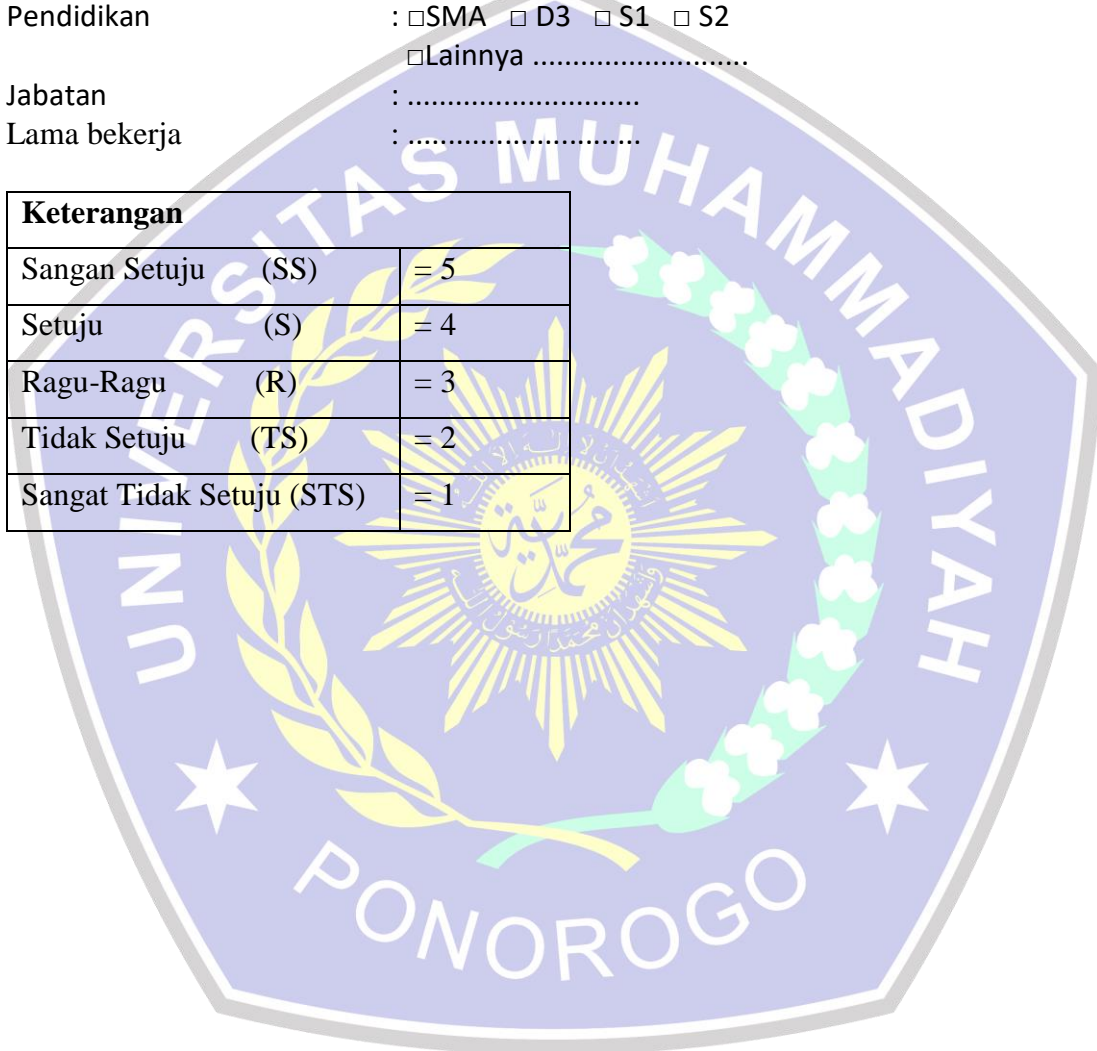 Pendidikan : □SMA □ D3 □ S1 □ S2
□Lainnya ...........................
Jabatan : .............................
Lama bekerja : .............................
Keterangan
Sangan Setuju (SS) = 5
Setuju (S) = 4
Ragu-Ragu (R) = 3
Tidak Setuju (TS) = 2
Sangat Tidak Setuju (STS) = 1
UNIVERSITAS MUHAMMADIYAH
PONOROGO
محمدية